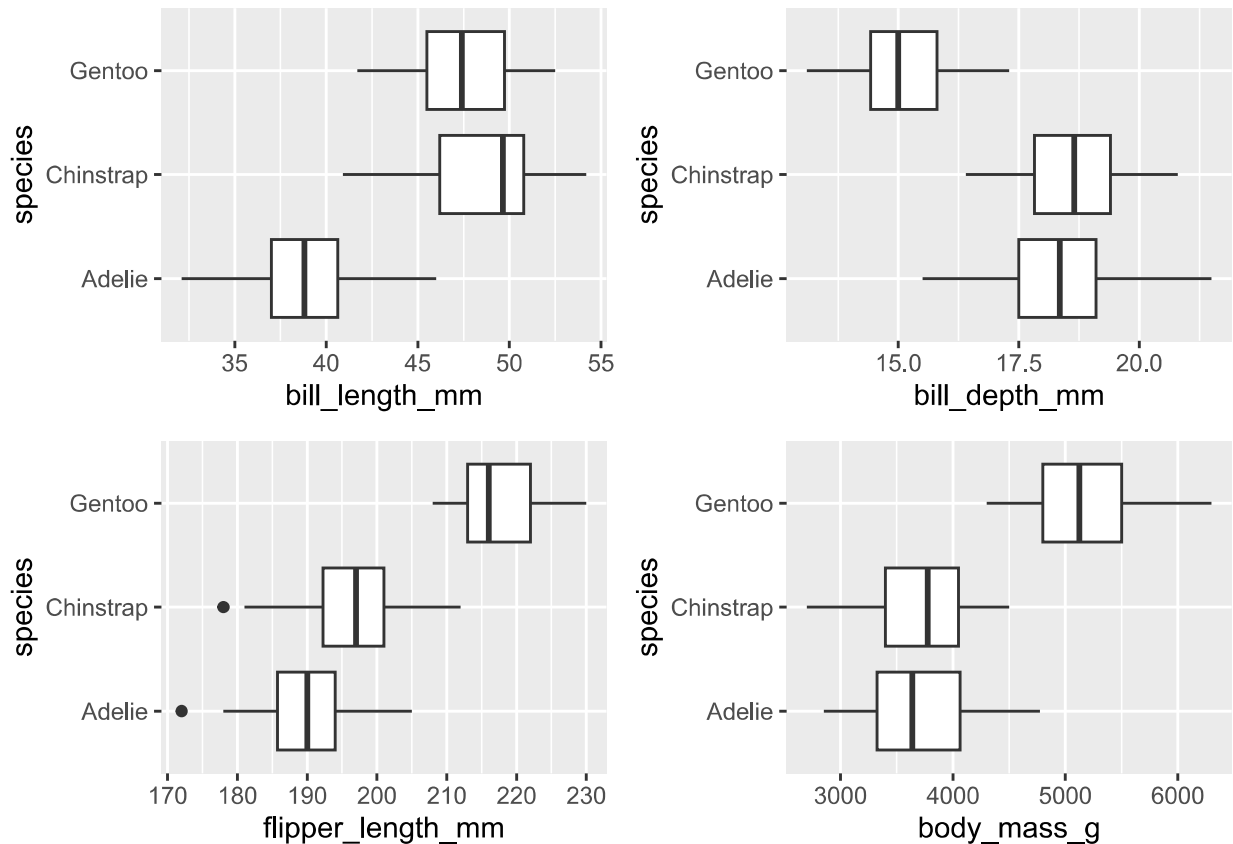 Gentoo
Chinstrap
Adelie
species
35 40 45 50 55
bill_length_mm
Gentoo
Chinstrap
Adelie
species
15.0 17.5 20.0
bill_depth_mm
Gentoo
Chinstrap
Adelie
species
170 180 190 200 210 220 230
flipper_length_mm
Gentoo
Chinstrap
Adelie
species
3000 4000 5000 6000
body_mass_g